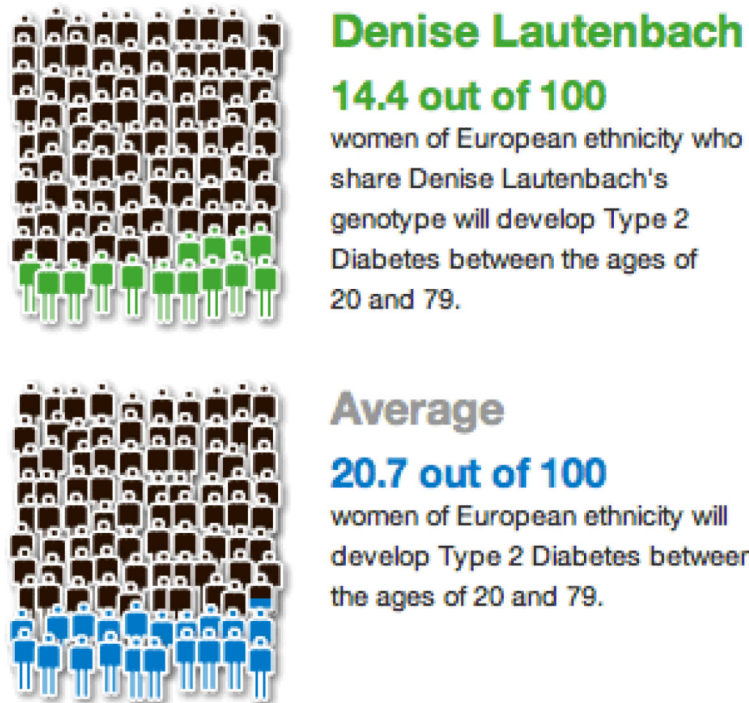 Denise Lautenbach
14.4 out of 100
women of European ethnicity who
share Denise Lautenbach's
genotype will develop Type 2
Diabetes between the ages of
20 and 79.
Average
20.7 out of 100
women of European ethnicity will
develop Type 2 Diabetes between
the ages of 20 and 79.